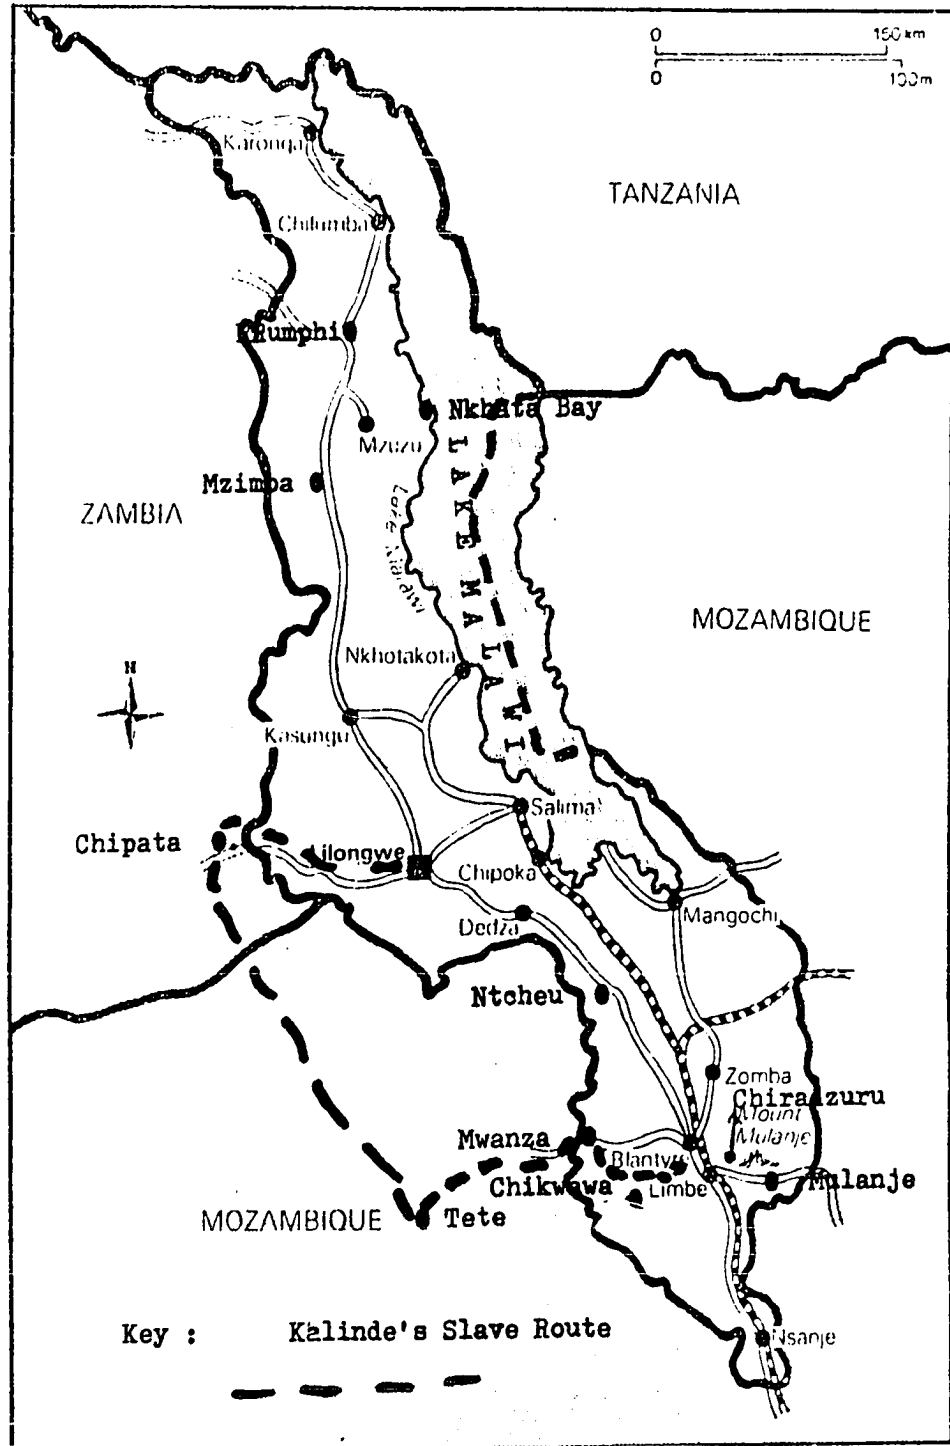 0 150 km
0 100m
TANZANIA
Karonga
Chilumba
Rhumphi
Nkhata Bay
Mzuzu
Mzimba
ZAMBIA
LAKE MALAWI
MOZAMBIQUE
N
Nkhotakota
Kasungu
Salima
Chipata
Lilongwe
Chipoka
Mangochi
Dedza
Ntcheu
Zomba
Chiradzuru
Mount
Mulanje
Mwanza
Blantyre
Chikwawa
Limbe
Mulanje
MOZAMBIQUE
Tete
Key : Kalinde's Slave Route
Nsanje